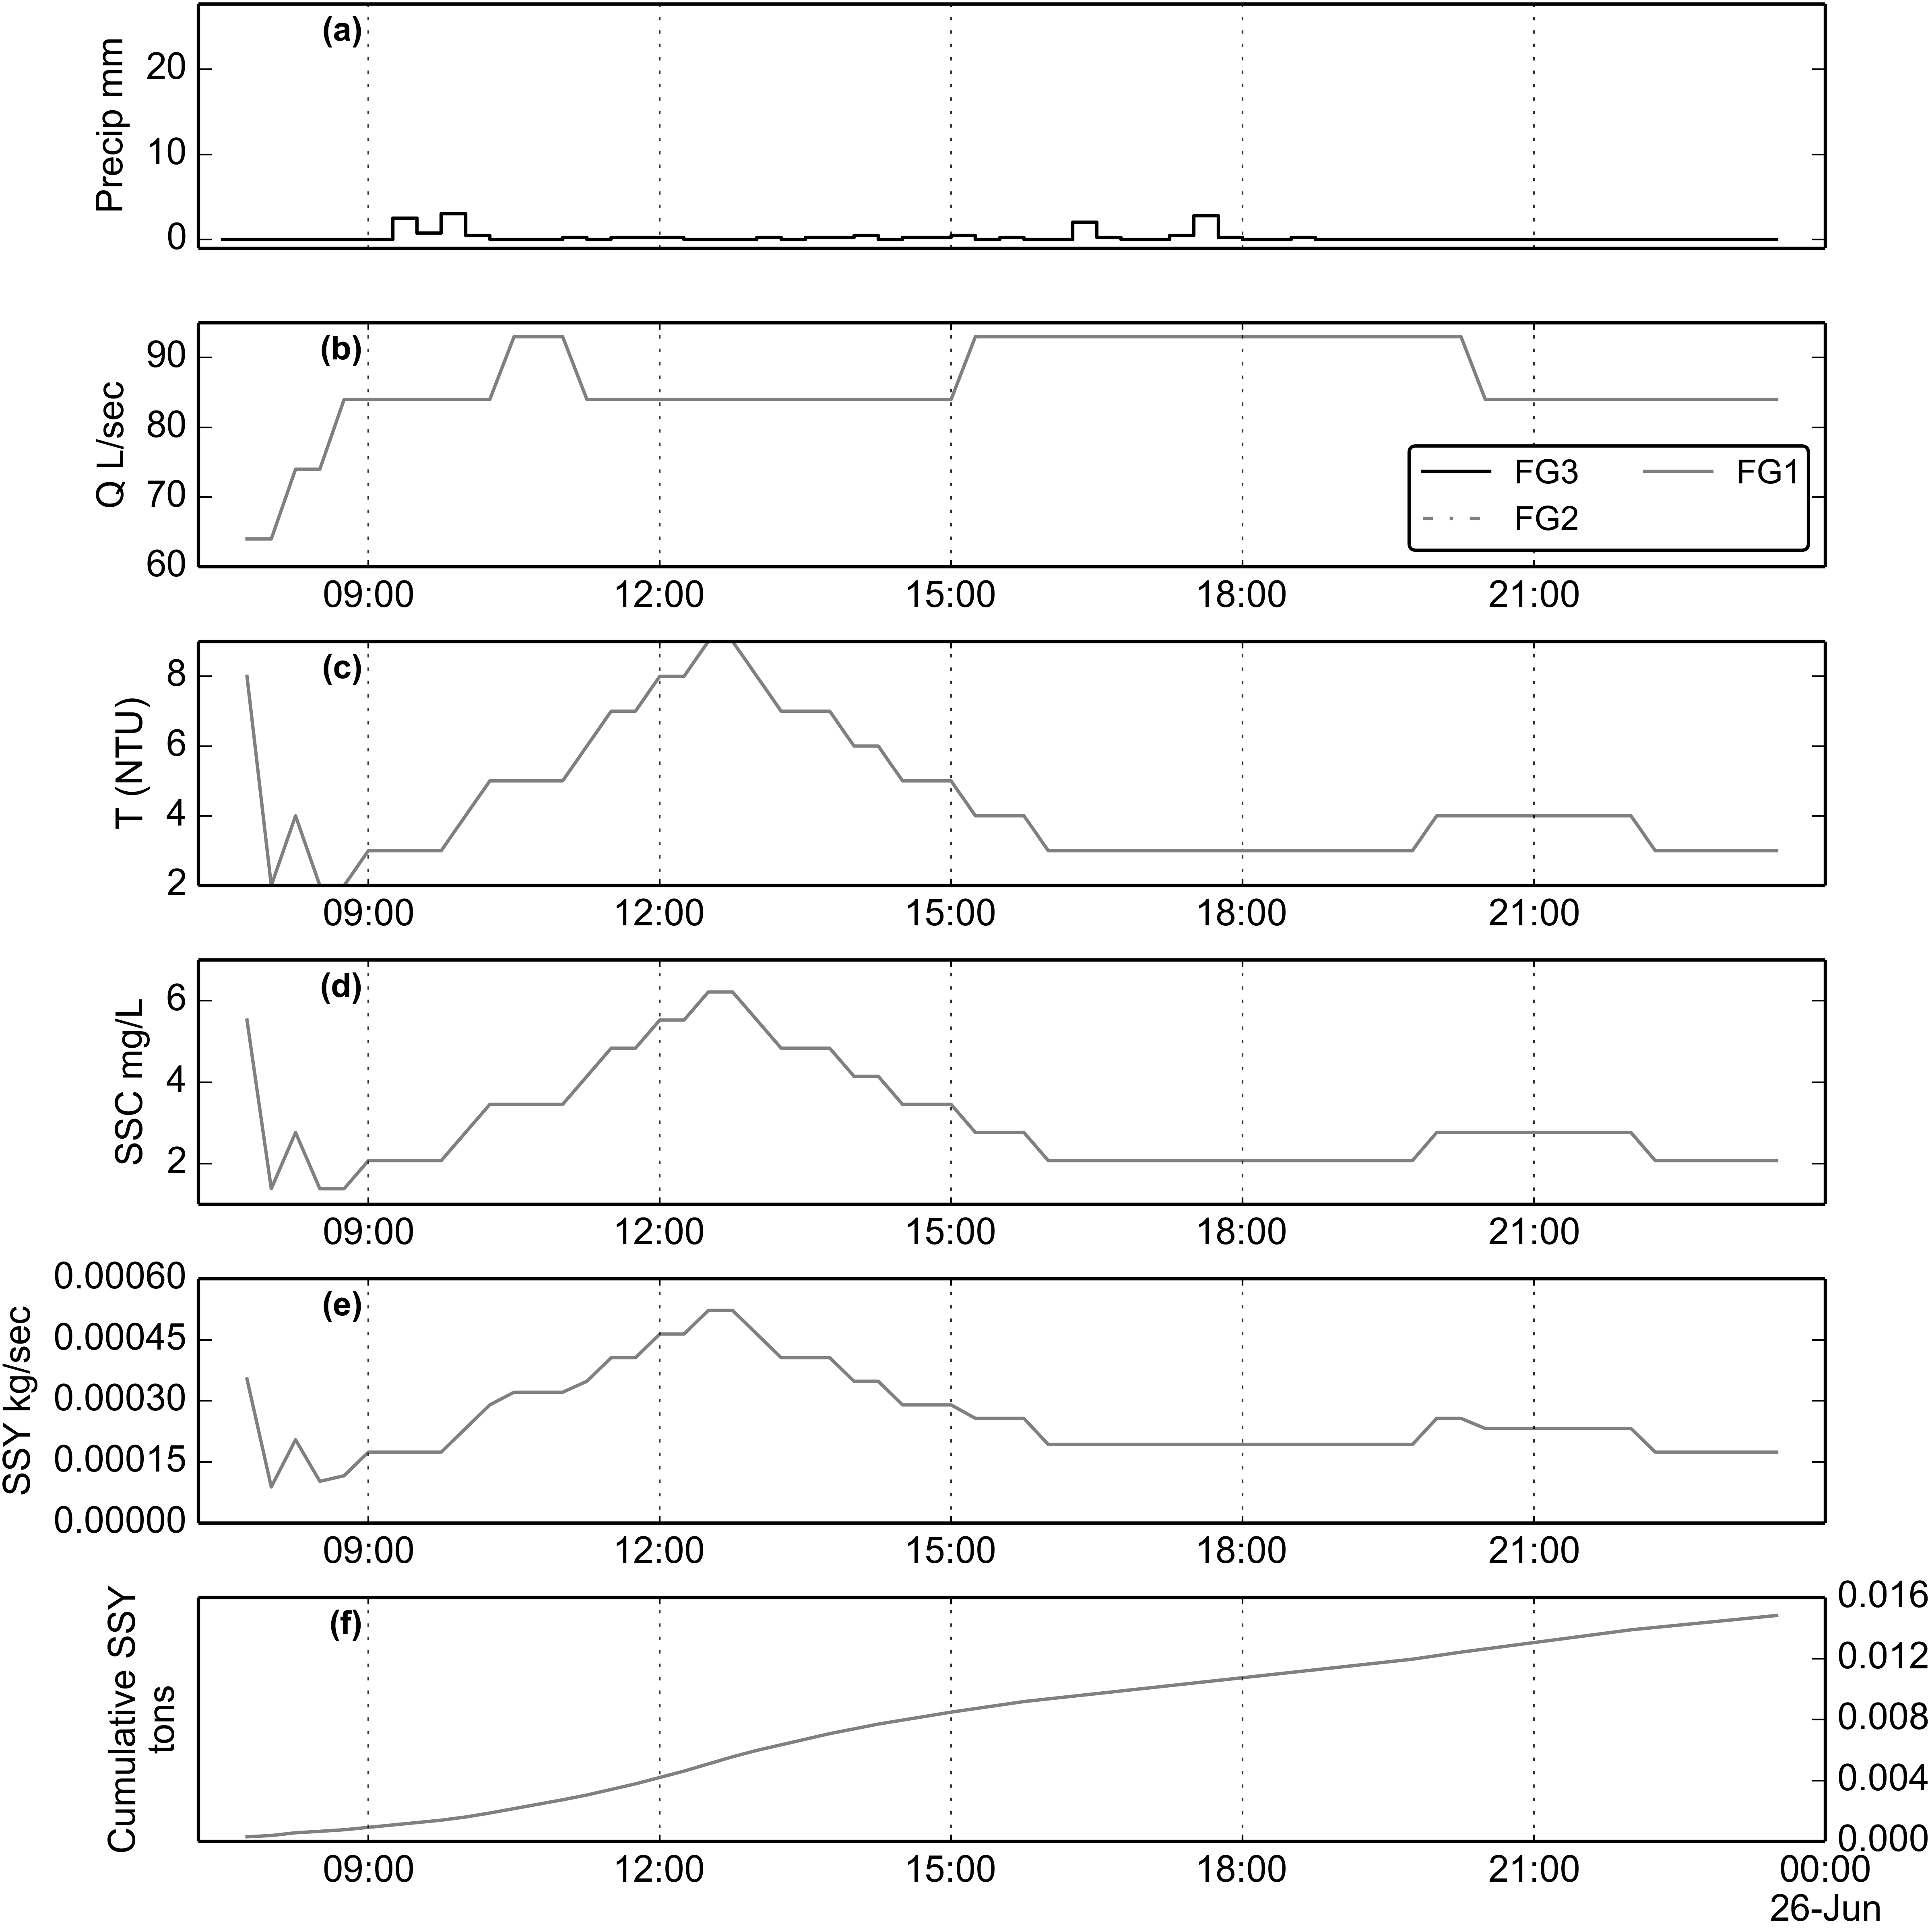 (a)
Precip mm
20
10
0
(b)
Q L/sec
90
80
70
60
FG3
FG1
FG2
09:00 12:00 15:00 18:00 21:00
(c)
T (NTU)
8
6
4
2
09:00 12:00 15:00 18:00 21:00
(d)
SSC mg/L
6
4
2
09:00 12:00 15:00 18:00 21:00
(e)
SSY kg/sec
0.00060
0.00045
0.00030
0.00015
0.00000
09:00 12:00 15:00 18:00 21:00
(f)
Cumulative SSY
tons
0.016
0.012
0.008
0.004
0.000
09:00 12:00 15:00 18:00 21:00 00:00
26-Jun